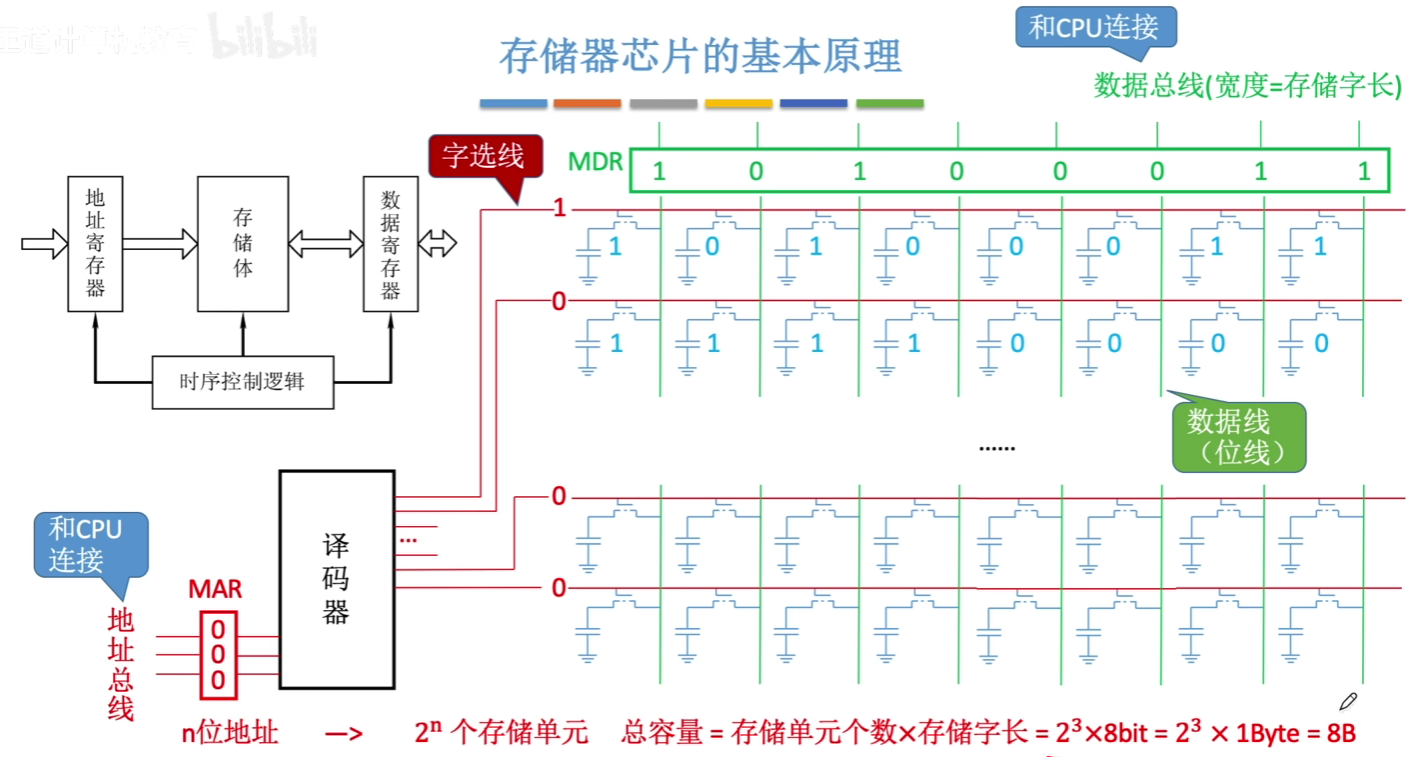 王道计算机教育 bilibili
和CPU连接
存储器芯片的基本原理
数据总线(宽度=存储字长)
字选线
MDR
1 0 1 0 0 0 1 1
地址寄存器
存储体
数据寄存器
时序控制逻辑
1
1 0 1 0 0 0 1 1
0
1 1 1 1 0 0 0 0
数据线
（位线）
......
0
0
和CPU
连接
地址总线
MAR
0
0
0
译码器
...
n位地址 —> 2ⁿ 个存储单元 总容量 = 存储单元个数×存储字长 = 2³×8bit = 2³ × 1Byte = 8B